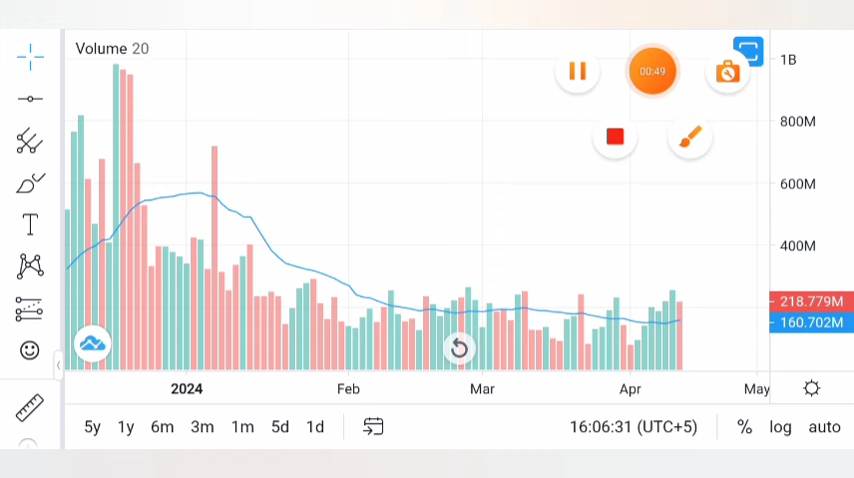 Volume 20
00:49
1B
800M
600M
400M
218.779M
160.702M
2024 Feb Mar Apr May
5y 1y 6m 3m 1m 5d 1d 16:06:31 (UTC+5) % log auto